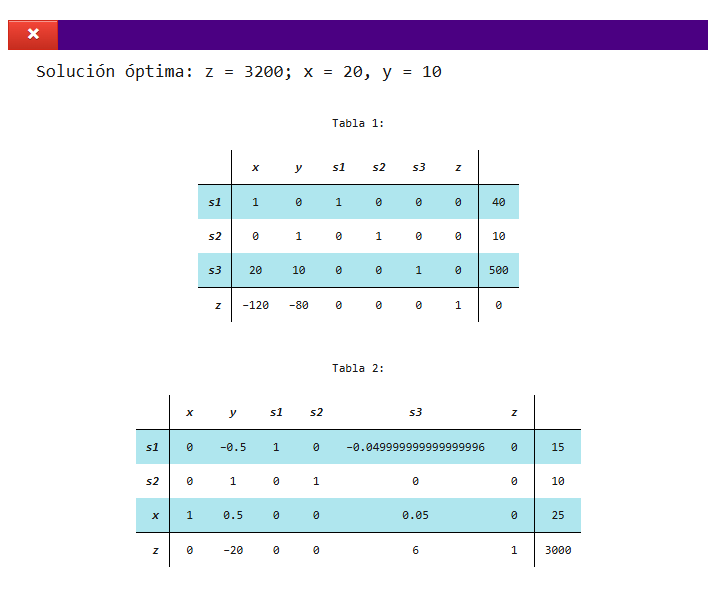 Solución óptima: z = 3200; x = 20, y = 10
Tabla 1:
x y s1 s2 s3 z
s1 1 0 1 0 0 0 40
s2 0 1 0 1 0 0 10
s3 20 10 0 0 1 0 500
z -120 -80 0 0 0 1 0
Tabla 2:
x y s1 s2 s3 z
s1 0 -0.5 1 0 -0.049999999999999996 0 15
s2 0 1 0 1 0 0 10
x 1 0.5 0 0 0.05 0 25
z 0 -20 0 0 6 1 3000